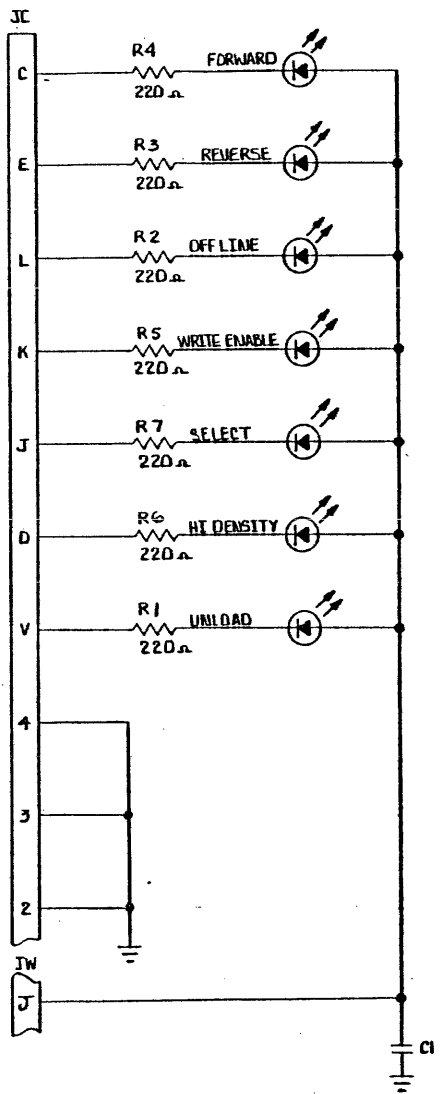 JC
R4
FORWARD
C
220Ω
R3
REVERSE
E
220Ω
R2
OFF LINE
L
220Ω
R5
WRITE ENABLE
K
220Ω
R7
SELECT
J
220Ω
R6
HI DENSITY
D
220Ω
R1
UNLOAD
V
220Ω
4
3
2
JW
J
C1